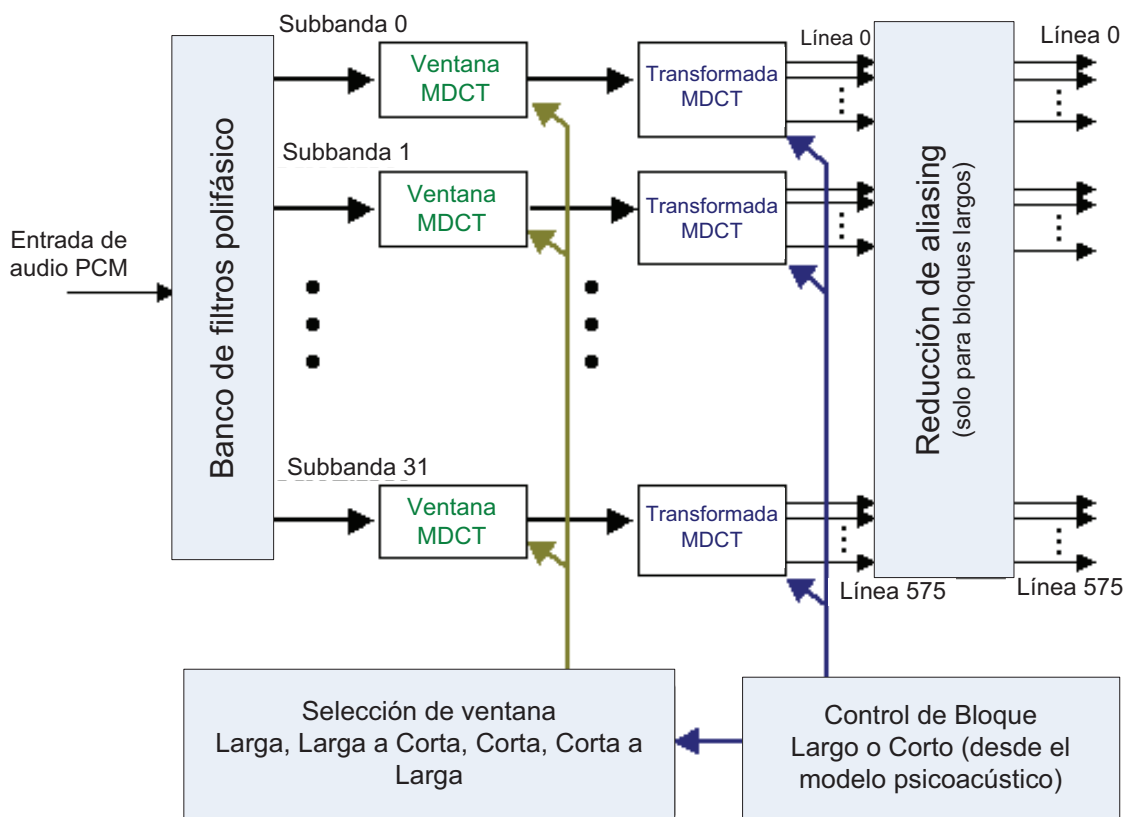 Subbanda 0
Línea 0
Línea 0
Ventana
MDCT
Transformada
MDCT
Subbanda 1
Ventana
MDCT
Transformada
MDCT
Entrada de
audio PCM
Banco de filtros polifásico
Reducción de aliasing
(solo para bloques largos)
Subbanda 31
Ventana
MDCT
Transformada
MDCT
Línea 575
Línea 575
Selección de ventana
Larga, Larga a Corta, Corta, Corta a
Larga
Control de Bloque
Largo o Corto (desde el
modelo psicoacústico)